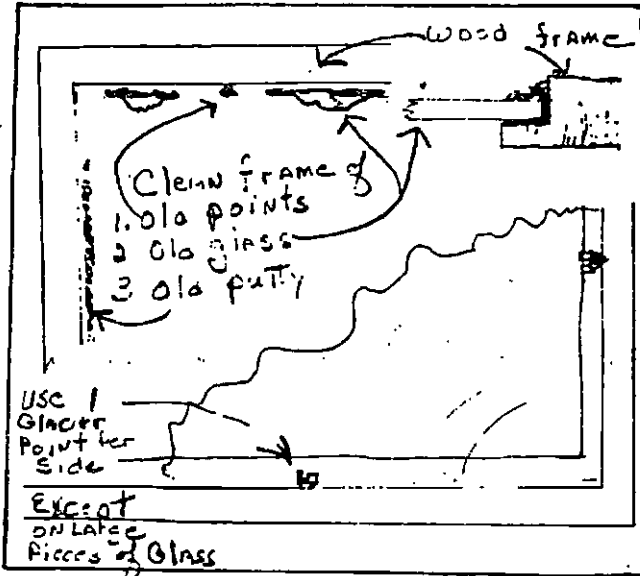 wood frame
Clean frame of
1. Old points
2 Old glass
3 Old putty
USE 1
Glazier
Point per
Side
Except
on Large
Pieces of Glass